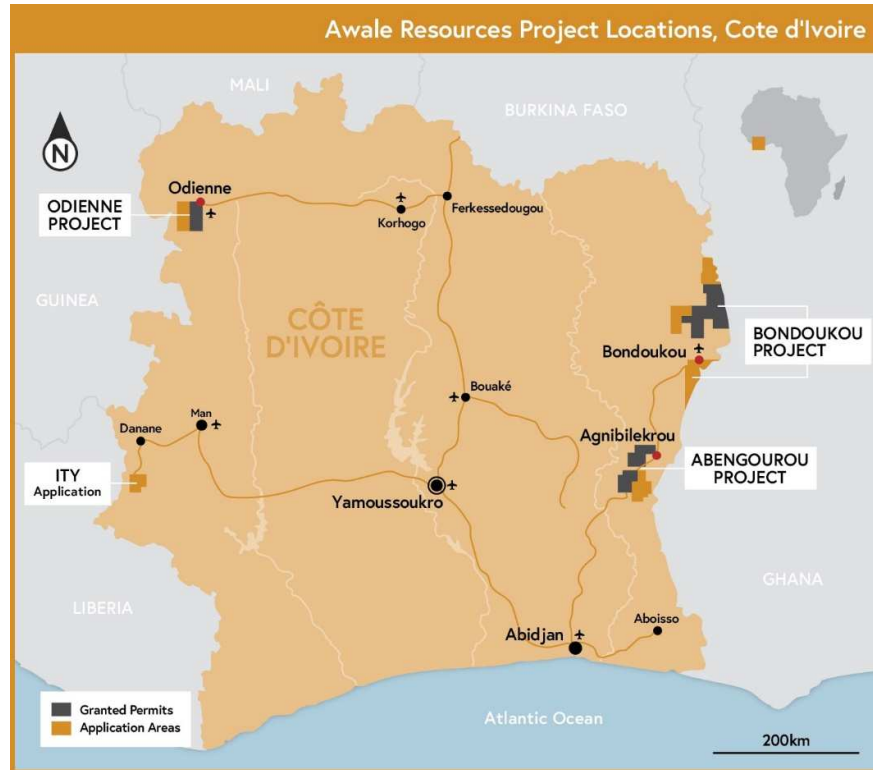 Awale Resources Project Locations, Cote d'Ivoire
MALI
BURKINA FASO
N
Odienne
ODIENNE
PROJECT
Korhogo
Ferkessedougou
GUINEA
CÔTE
D'IVOIRE
Bondoukou
BONDOUKOU
PROJECT
Bouaké
Man
Danane
Agnibilekrou
ITY
Application
ABENGOUROU
PROJECT
Yamoussoukro
GHANA
LIBERIA
Aboisso
Abidjan
Granted Permits
Application Areas
Atlantic Ocean
200km